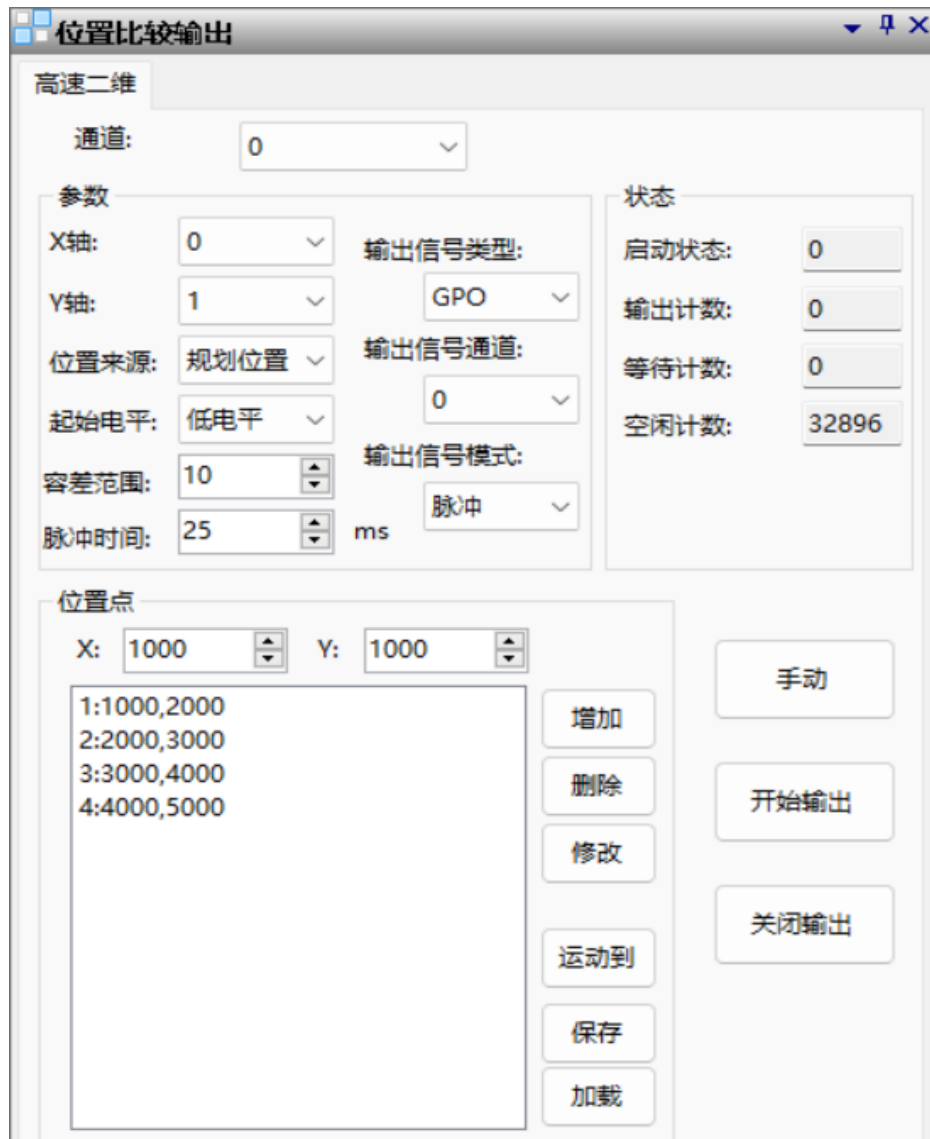 位置比较输出
高速二维
通道: 0
参数
X轴: 0
Y轴: 1
位置来源: 规划位置
起始电平: 低电平
容差范围: 10
脉冲时间: 25 ms
输出信号类型:
GPO
输出信号通道:
0
输出信号模式:
脉冲
状态
启动状态: 0
输出计数: 0
等待计数: 0
空闲计数: 32896
位置点
X: 1000 Y: 1000
1:1000,2000
2:2000,3000
3:3000,4000
4:4000,5000
增加
删除
修改
运动到
保存
加载
手动
开始输出
关闭输出